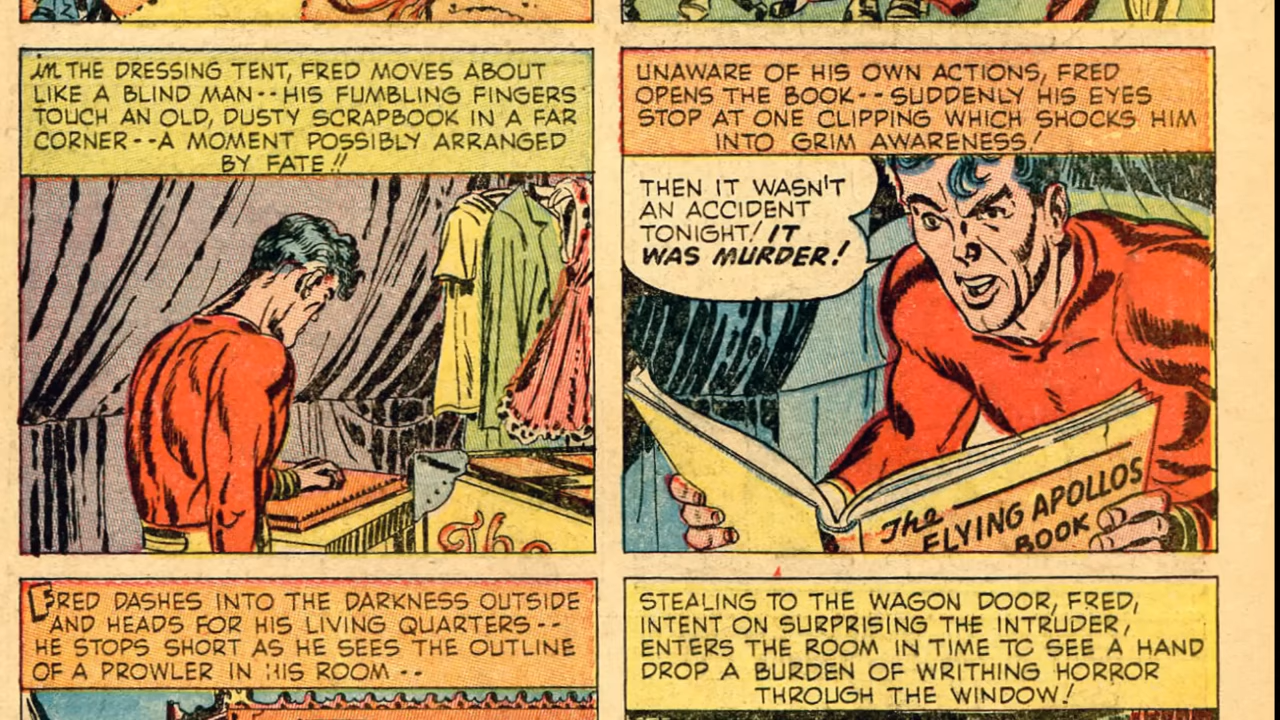 in THE DRESSING TENT, FRED MOVES ABOUT
LIKE A BLIND MAN--HIS FUMBLING FINGERS
TOUCH AN OLD, DUSTY SCRAPBOOK IN A FAR
CORNER--A MOMENT POSSIBLY ARRANGED
BY FATE!!
The
UNAWARE OF HIS OWN ACTIONS, FRED
OPENS THE BOOK--SUDDENLY HIS EYES
STOP AT ONE CLIPPING WHICH SHOCKS HIM
INTO GRIM AWARENESS!
THEN IT WASN'T
AN ACCIDENT
TONIGHT! IT
WAS MURDER!
The
FLYING APOLLOS
BOOK
FRED DASHES INTO THE DARKNESS OUTSIDE
AND HEADS FOR HIS LIVING QUARTERS--
HE STOPS SHORT AS HE SEES THE OUTLINE
OF A PROWLER IN HIS ROOM--
STEALING TO THE WAGON DOOR, FRED,
INTENT ON SURPRISING THE INTRUDER,
ENTERS THE ROOM IN TIME TO SEE A HAND
DROP A BURDEN OF WRITHING HORROR
THROUGH THE WINDOW!